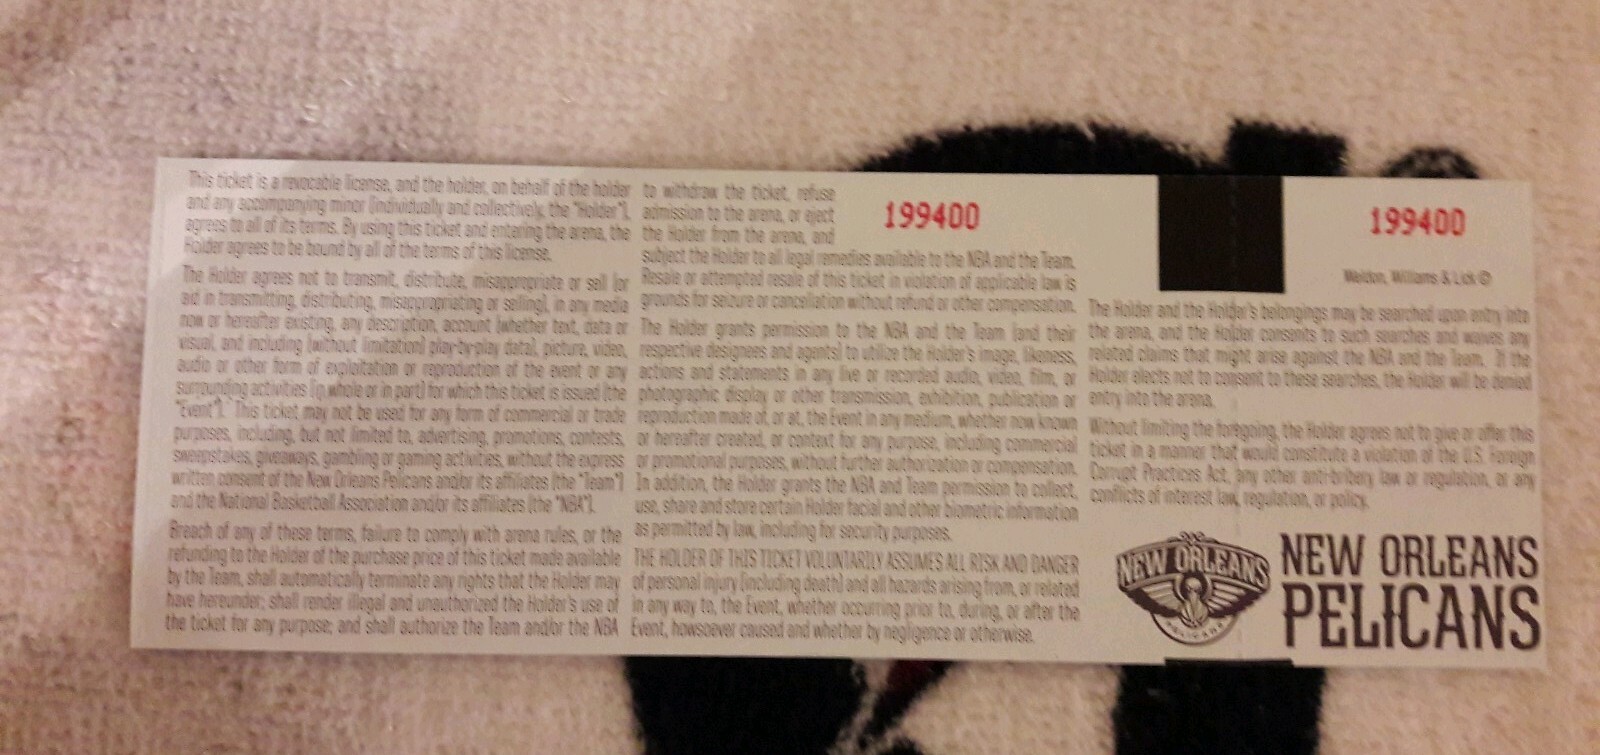 This ticket is a revocable license, and the holder, on behalf of the holder
and any accompanying minor (individually and collectively, the "Holder"),
agrees to all of its terms. By using this ticket and entering the arena, the
Holder agrees to be bound by all of the terms of this license.
The Holder agrees not to transmit, distribute, misappropriate or sell (or
aid in transmitting, distributing, misappropriating or selling), in any media
now or hereafter existing, any description, account (whether text, data or
visual, and including (without limitation) play-by-play data), picture, video,
audio or other form of exploitation or reproduction of the event or any
surrounding activities (in whole or in part) for which this ticket is issued (the
"Event"). This ticket may not be used for any form of commercial or trade
purposes, including, but not limited to, advertising, promotions, contests,
sweepstakes, giveaways, gambling or gaming activities, without the express
written consent of the New Orleans Pelicans and/or its affiliates (the "Team")
and the National Basketball Association and/or its affiliates (the "NBA").
Breach of any of these terms, failure to comply with arena rules, or the
refunding to the Holder of the purchase price of this ticket made available
by the Team, shall automatically terminate any rights that the Holder may
have hereunder; shall render illegal and unauthorized the Holder's use of
the ticket for any purpose; and shall authorize the Team and/or the NBA
to withdraw the ticket, refuse
admission to the arena, or eject
the Holder from the arena, and
subject the Holder to all legal remedies available to the NBA and the Team.
Resale or attempted resale of this ticket in violation of applicable law is
grounds for seizure or cancellation without refund or other compensation.
The Holder grants permission to the NBA and the Team (and their
respective designees and agents) to utilize the Holder's image, likeness,
actions and statements in any live or recorded audio, video, film, or
photographic display or other transmission, exhibition, publication or
reproduction made of, or at, the Event in any medium, whether now known
or hereafter created, or context for any purpose, including commercial
or promotional purposes, without further authorization or compensation.
In addition, the Holder grants the NBA and Team permission to collect,
use, share and store certain Holder facial and other biometric information
as permitted by law, including for security purposes.
THE HOLDER OF THIS TICKET VOLUNTARILY ASSUMES ALL RISK AND DANGER
of personal injury (including death) and all hazards arising from, or related
in any way to, the Event, whether occurring prior to, during, or after the
Event, howsoever caused and whether by negligence or otherwise.
199400
199400
Weldon, Williams & Lick ©
The Holder and the Holder's belongings may be searched upon entry into
the arena, and the Holder consents to such searches and waives any
related claims that might arise against the NBA and the Team. If the
Holder elects not to consent to these searches, the Holder will be denied
entry into the arena.
Without limiting the foregoing, the Holder agrees not to give or offer this
ticket in a manner that would constitute a violation of the U.S. Foreign
Corrupt Practices Act, any other anti-bribery law or regulation, or any
conflicts of interest law, regulation, or policy.
NEW ORLEANS
PELICANS
NEW ORLEANS
PELICANS